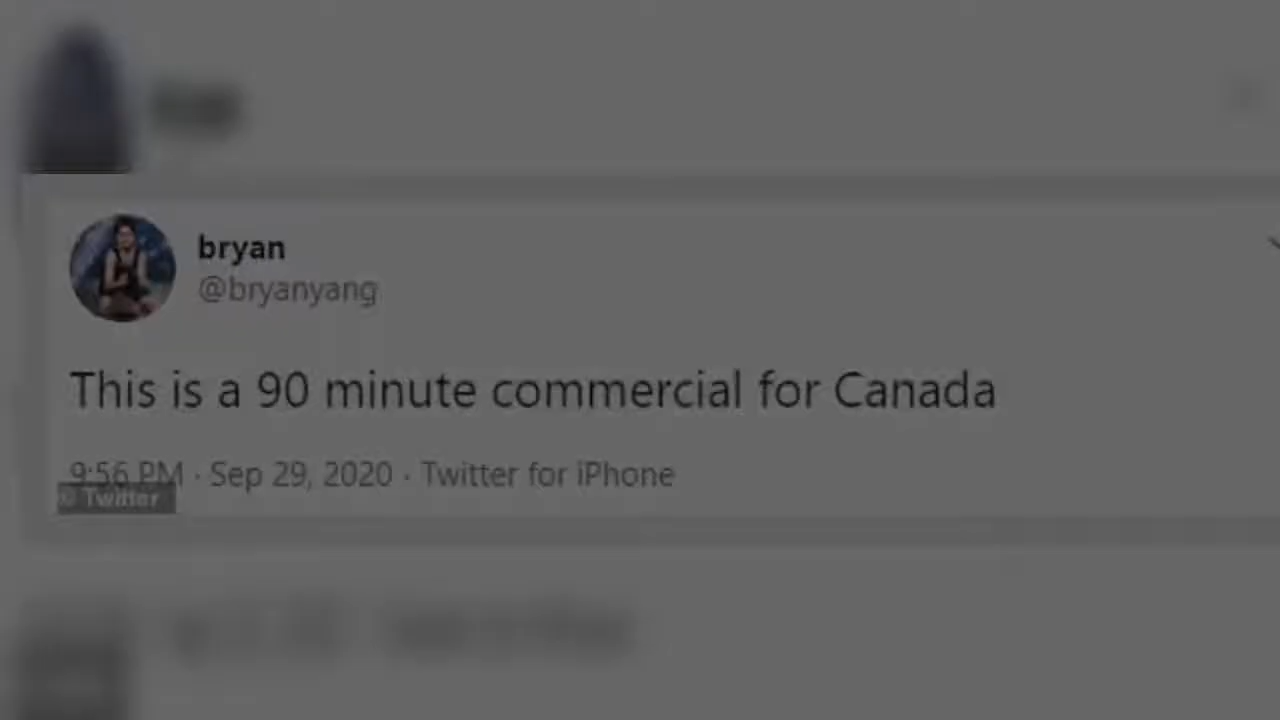 bryan
@bryanyang
This is a 90 minute commercial for Canada
9:56 PM · Sep 29, 2020 · Twitter for iPhone
© Twitter